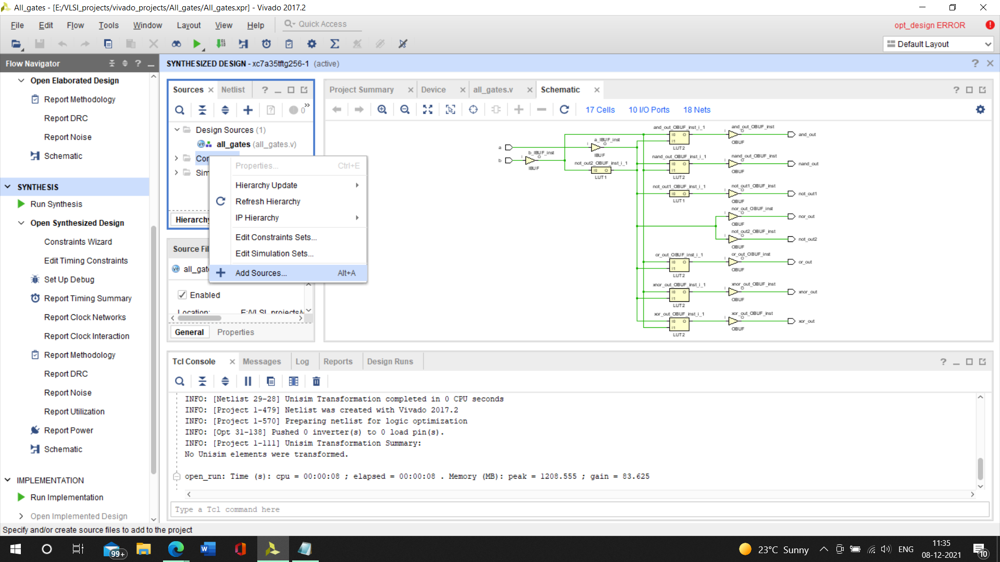 All_gates - [E:/VLSI_projects/vivado_projects/All_gates/All_gates.xpr] - Vivado 2017.2
File Edit Flow Tools Window Layout View Help Quick Access
opt_design ERROR
Default Layout
Flow Navigator
Open Elaborated Design
Report Methodology
Report DRC
Report Noise
Schematic
SYNTHESIS
Run Synthesis
Open Synthesized Design
Constraints Wizard
Edit Timing Constraints
Set Up Debug
Report Timing Summary
Report Clock Networks
Report Clock Interaction
Report Methodology
Report DRC
Report Noise
Report Utilization
Report Power
Schematic
IMPLEMENTATION
Run Implementation
Open Implemented Design
SYNTHESIZED DESIGN - xc7a35tftg256-1 (active)
Sources Netlist
0
Design Sources (1)
all_gates (all_gates.v)
Con
Sim
Hierarchy
Source Fil
all_gate
Enabled
Location: E:/VLSI_projects/v
General Properties
Properties... Ctrl+E
Hierarchy Update
Refresh Hierarchy
IP Hierarchy
Edit Constraints Sets...
Edit Simulation Sets...
Add Sources... Alt+A
Project Summary Device all_gates.v Schematic
17 Cells 10 I/O Ports 18 Nets
a
b
b_IBUF_inst
I O
IBUF
a_IBUF_inst
I O
IBUF
not_out2_OBUF_inst_i_1
I0 O
LUT1
and_out_OBUF_inst_i_1
I0 O
I1
LUT2
and_out_OBUF_inst
I O
OBUF
and_out
nand_out_OBUF_inst_i_1
I0 O
I1
LUT2
nand_out_OBUF_inst
I O
OBUF
nand_out
not_out1_OBUF_inst_i_1
I0 O
LUT1
not_out1_OBUF_inst
I O
OBUF
not_out1
nor_out_OBUF_inst
I O
OBUF
nor_out
not_out2_OBUF_inst
I O
OBUF
not_out2
or_out_OBUF_inst_i_1
I0 O
I1
LUT2
or_out_OBUF_inst
I O
OBUF
or_out
xnor_out_OBUF_inst_i_1
I0 O
I1
LUT2
xnor_out_OBUF_inst
I O
OBUF
xnor_out
xor_out_OBUF_inst_i_1
I0 O
I1
LUT2
xor_out_OBUF_inst
I O
OBUF
xor_out
Tcl Console Messages Log Reports Design Runs
INFO: [Netlist 29-28] Unisim Transformation completed in 0 CPU seconds
INFO: [Project 1-479] Netlist was created with Vivado 2017.2
INFO: [Project 1-570] Preparing netlist for logic optimization
INFO: [Opt 31-138] Pushed 0 inverter(s) to 0 load pin(s).
INFO: [Project 1-111] Unisim Transformation Summary:
No Unisim elements were transformed.
open_run: Time (s): cpu = 00:00:08 ; elapsed = 00:00:08 . Memory (MB): peak = 1208.555 ; gain = 83.625
Type a Tcl command here
Specify and/or create source files to add to the project
99+
23°C Sunny
ENG
11:35
08-12-2021
10